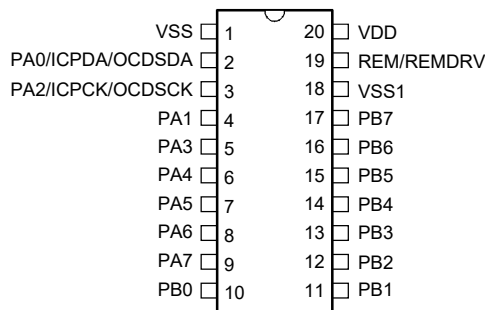 VSS 1 20 VDD
PA0/ICPDA/OCDSDA 2 19 REM/REMDRV
PA2/ICPCK/OCDSCK 3 18 VSS1
PA1 4 17 PB7
PA3 5 16 PB6
PA4 6 15 PB5
PA5 7 14 PB4
PA6 8 13 PB3
PA7 9 12 PB2
PB0 10 11 PB1